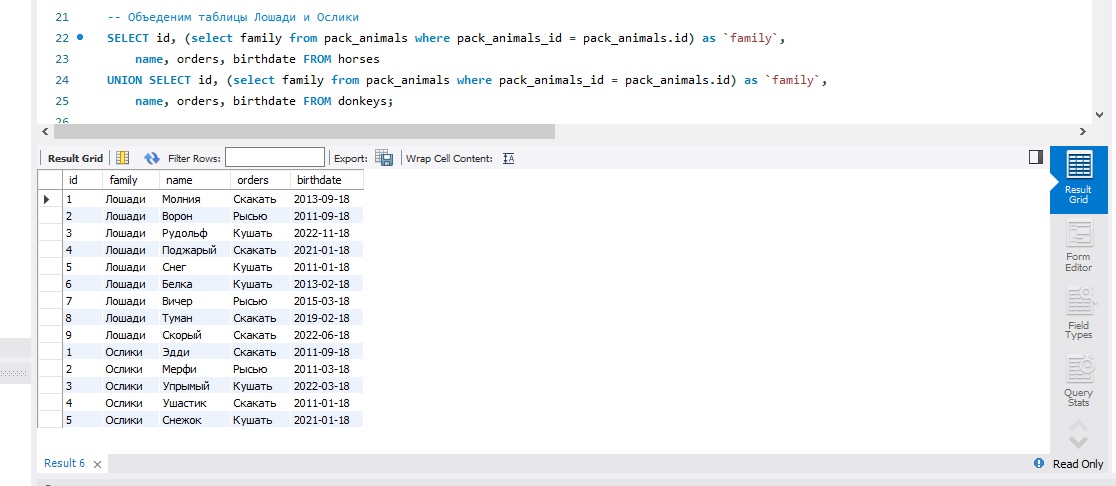 21 -- Объеденим таблицы Лошади и Ослики
22 SELECT id, (select family from pack_animals where pack_animals_id = pack_animals.id) as `family`,
23 name, orders, birthdate FROM horses
24 UNION SELECT id, (select family from pack_animals where pack_animals_id = pack_animals.id) as `family`,
25 name, orders, birthdate FROM donkeys;
26
Result Grid Filter Rows: Export: Wrap Cell Content:
id family name orders birthdate
1 Лошади Молния Скакать 2013-09-18
2 Лошади Ворон Рысью 2011-09-18
3 Лошади Рудольф Кушать 2022-11-18
4 Лошади Поджарый Скакать 2021-01-18
5 Лошади Снег Кушать 2011-01-18
6 Лошади Белка Кушать 2013-02-18
7 Лошади Вичер Рысью 2015-03-18
8 Лошади Туман Скакать 2019-02-18
9 Лошади Скорый Скакать 2022-06-18
1 Ослики Эдди Скакать 2011-09-18
2 Ослики Мерфи Рысью 2011-03-18
3 Ослики Упрымый Кушать 2022-03-18
4 Ослики Ушастик Скакать 2011-01-18
5 Ослики Снежок Кушать 2021-01-18
Result
Grid
Form
Editor
Field
Types
Query
Stats
Result 6
Read Only